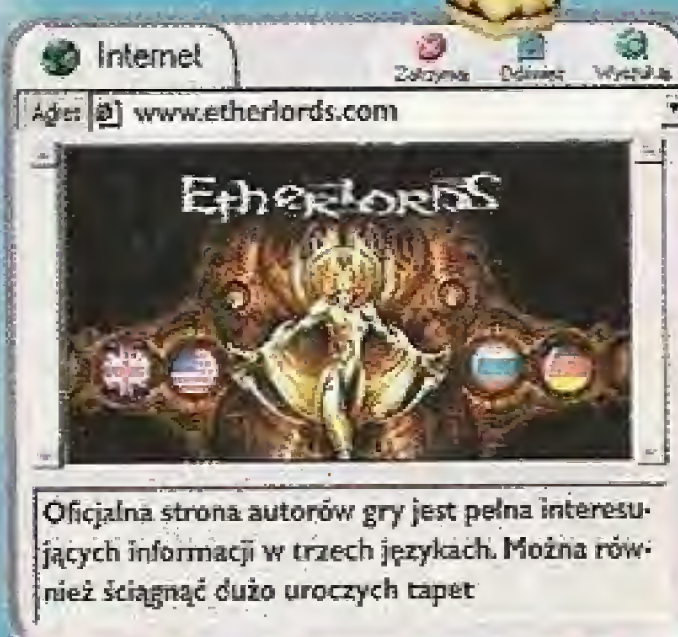 Internet
Zatrzymaj Odśwież Wyszukaj
Adres www.etherlords.com
Etherlords
Oficjalna strona autorów gry jest pełna interesu-
jących informacji w trzech językach. Można rów-
nież ściągnąć dużo uroczych tapet